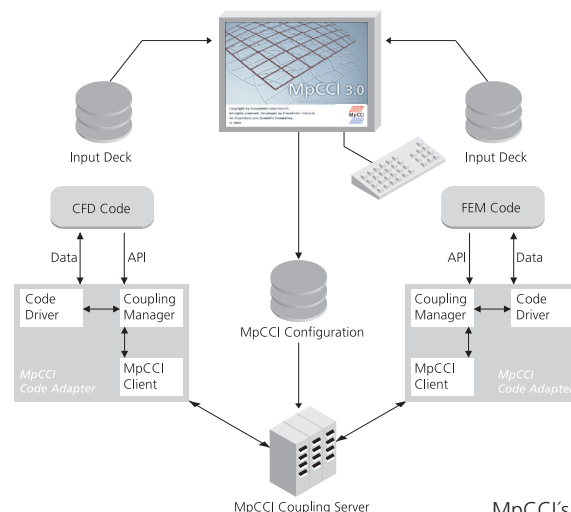 MpCCI 3.0
MpCCI
Input Deck
Input Deck
CFD Code
FEM Code
Data
API
API
Data
Code
Driver
Coupling
Manager
MpCCI
Client
MpCCI
Code Adapter
MpCCI Configuration
Coupling
Manager
Code
Driver
MpCCI
Client
MpCCI
Code Adapter
MpCCI Coupling Server
MpCCI's